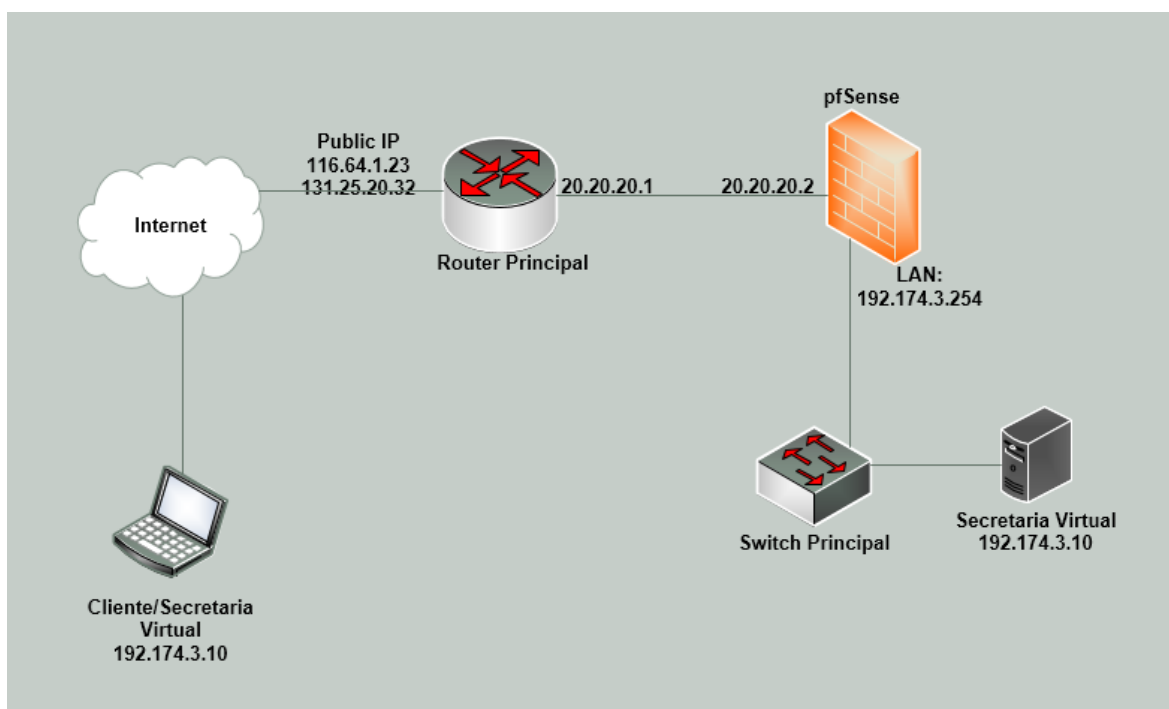 pfSense
Public IP
116.64.1.23
131.25.20.32
20.20.20.1
20.20.20.2
Internet
Router Principal
LAN:
192.174.3.254
Switch Principal
Secretaria Virtual
192.174.3.10
Cliente/Secretaria
Virtual
192.174.3.10